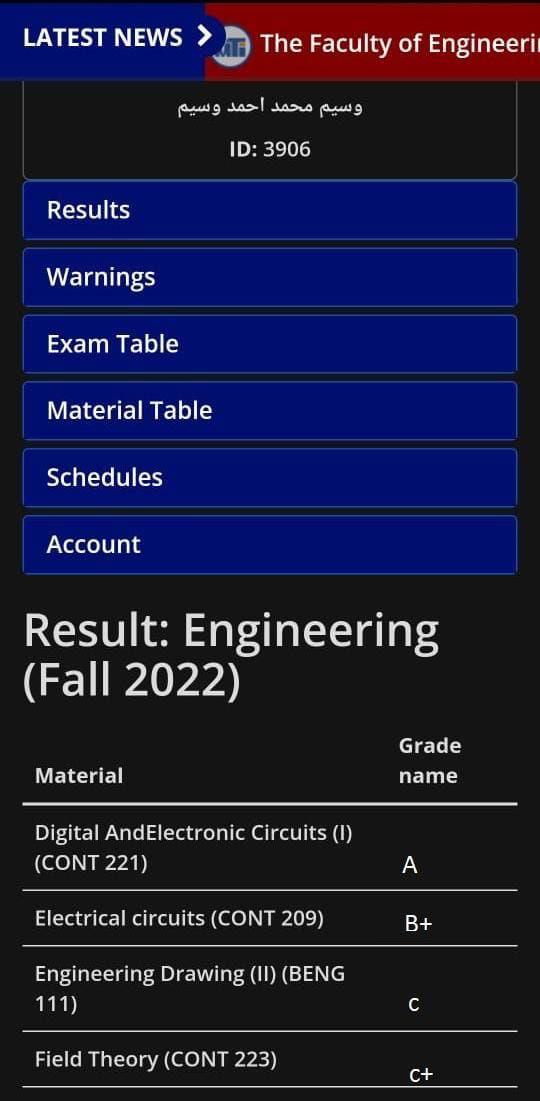 LATEST NEWS
MTi The Faculty of Engineeri
وسيم محمد احمد وسيم
ID: 3906
Results
Warnings
Exam Table
Material Table
Schedules
Account
Result: Engineering
(Fall 2022)
Material Grade name
Digital AndElectronic Circuits (I)
(CONT 221) A
Electrical circuits (CONT 209) B+
Engineering Drawing (II) (BENG
111) c
Field Theory (CONT 223) c+